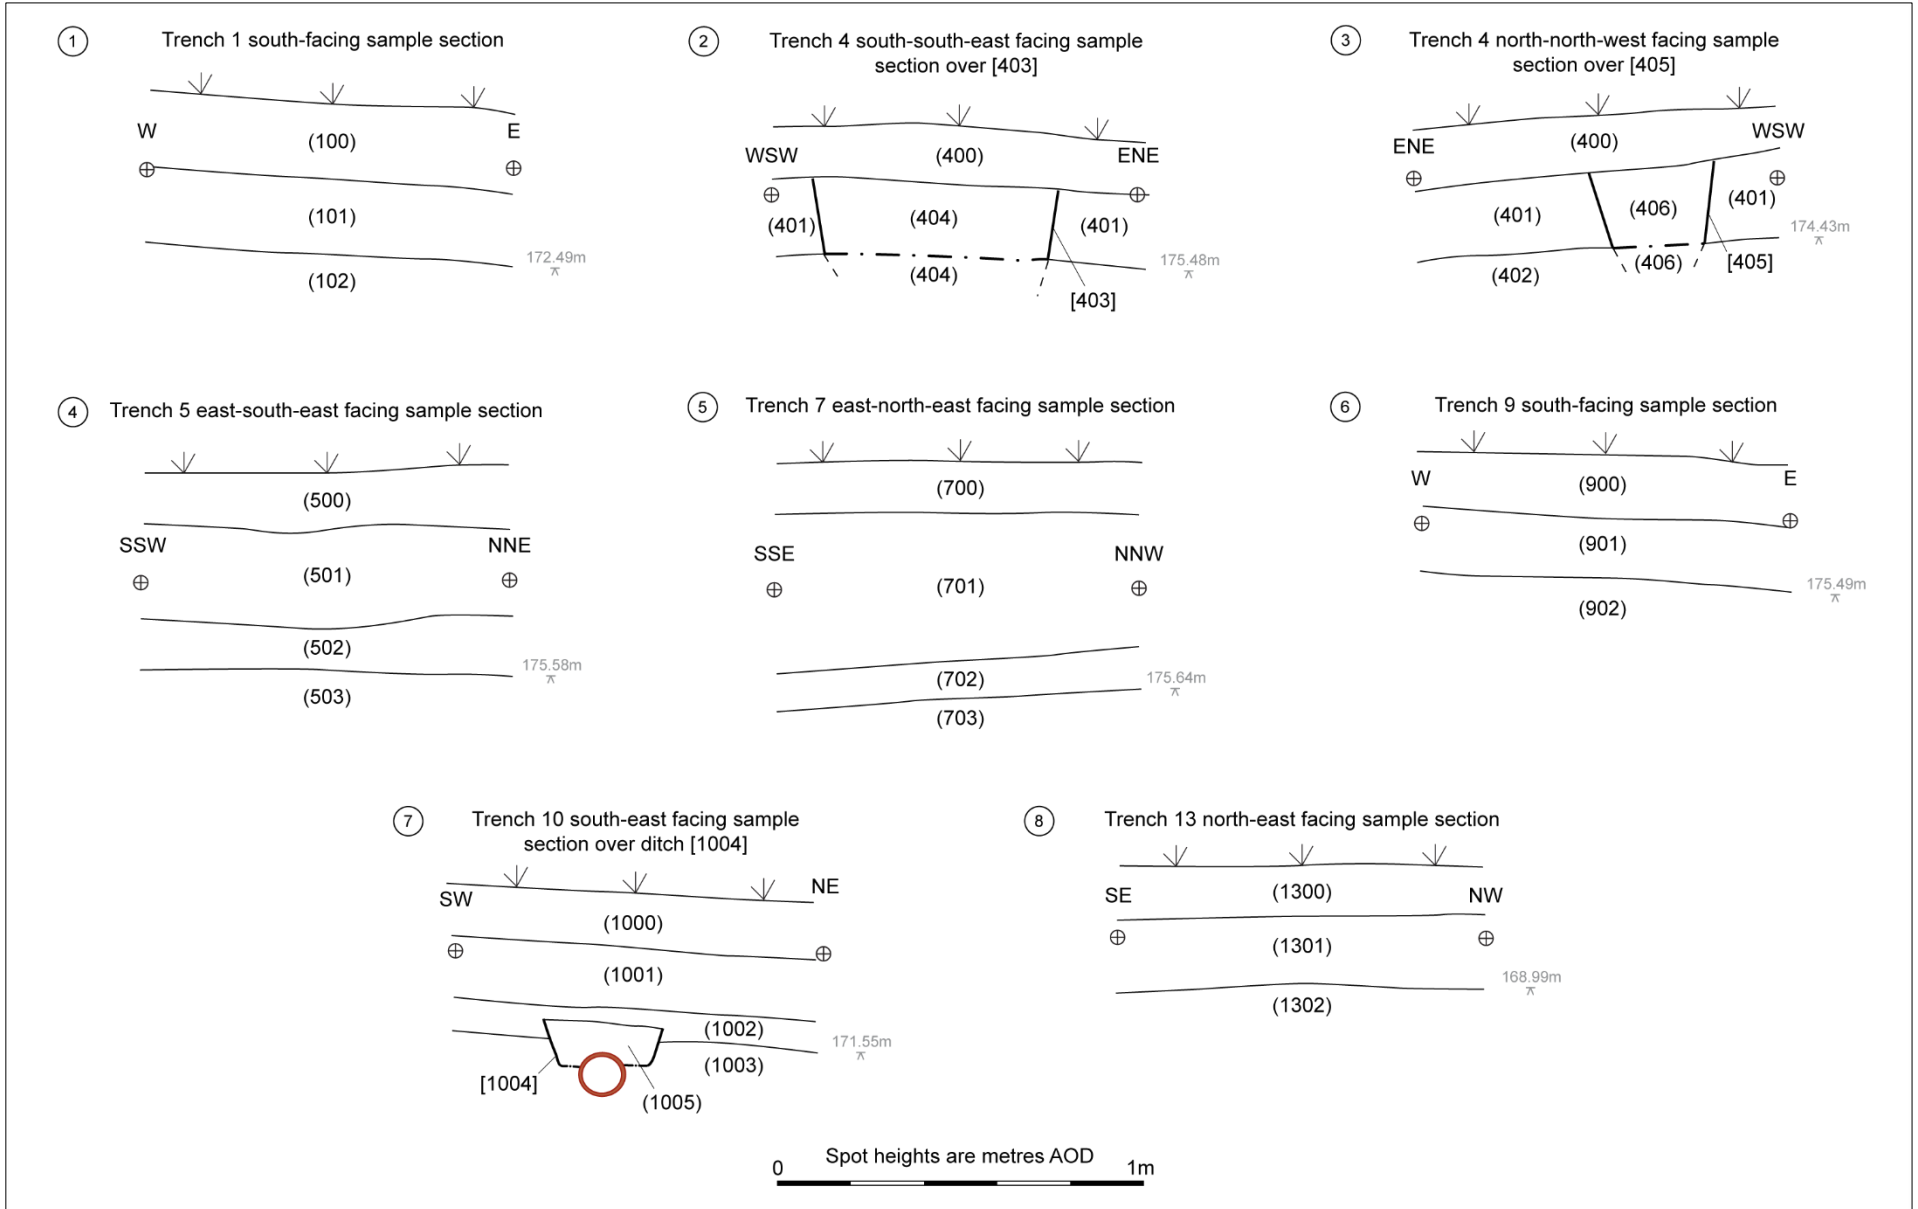 1
Trench 1 south-facing sample section
W
E
(100)
(101)
(102)
172.49m
2
Trench 4 south-south-east facing sample
section over [403]
WSW
ENE
(400)
(401)
(404)
(401)
(404)
[403]
175.48m
3
Trench 4 north-north-west facing sample
section over [405]
ENE
WSW
(400)
(401)
(406)
(401)
(402)
(406)
[405]
174.43m
4
Trench 5 east-south-east facing sample section
(500)
SSW
NNE
(501)
(502)
(503)
175.58m
5
Trench 7 east-north-east facing sample section
(700)
SSE
NNW
(701)
(702)
(703)
175.64m
6
Trench 9 south-facing sample section
W
E
(900)
(901)
(902)
175.49m
7
Trench 10 south-east facing sample
section over ditch [1004]
SW
NE
(1000)
(1001)
(1002)
(1003)
[1004]
(1005)
171.55m
8
Trench 13 north-east facing sample section
SE
NW
(1300)
(1301)
(1302)
168.99m
Spot heights are metres AOD
0
1m